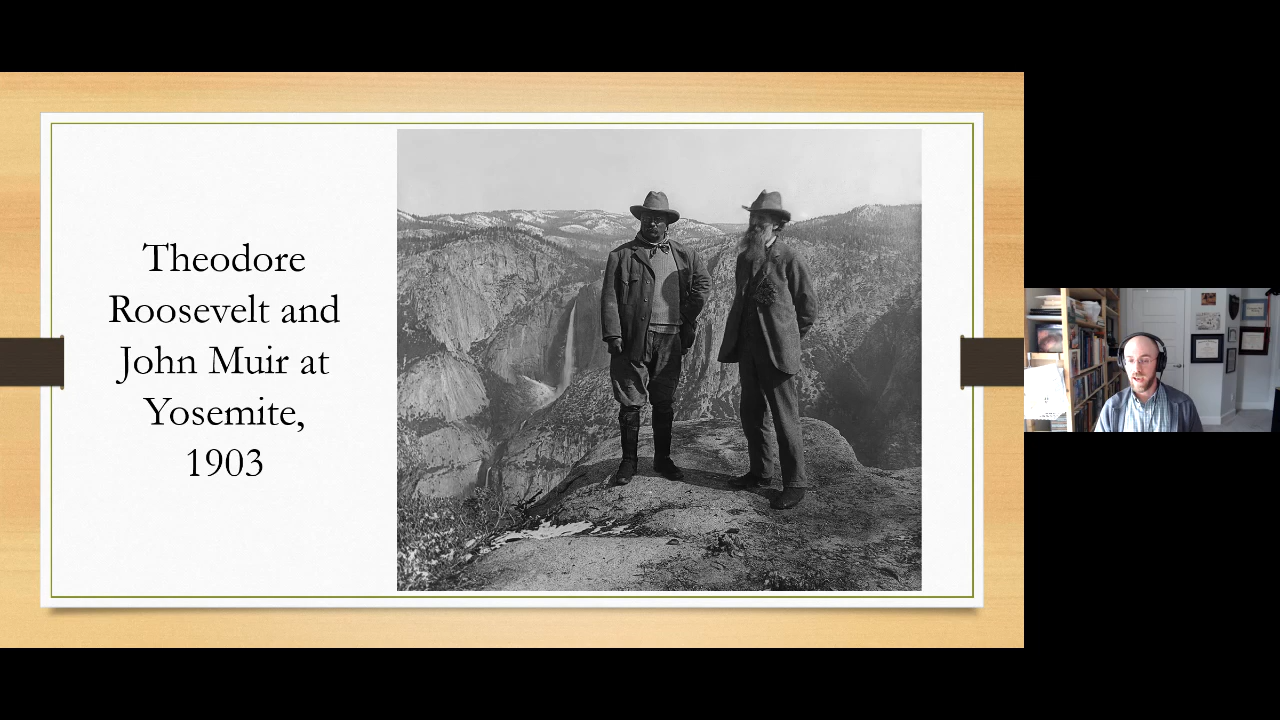 Theodore
Roosevelt and
John Muir at
Yosemite,
1903